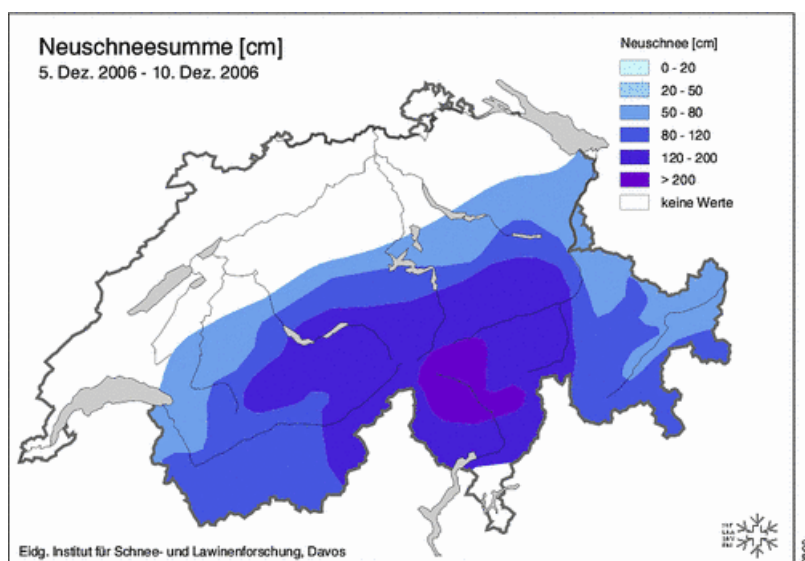 Neuschneesumme [cm]
5. Dez. 2006 - 10. Dez. 2006
Neuschnee [cm]
0 - 20
20 - 50
50 - 80
80 - 120
120 - 200
> 200
keine Werte
Eidg. Institut für Schnee- und Lawinenforschung, Davos